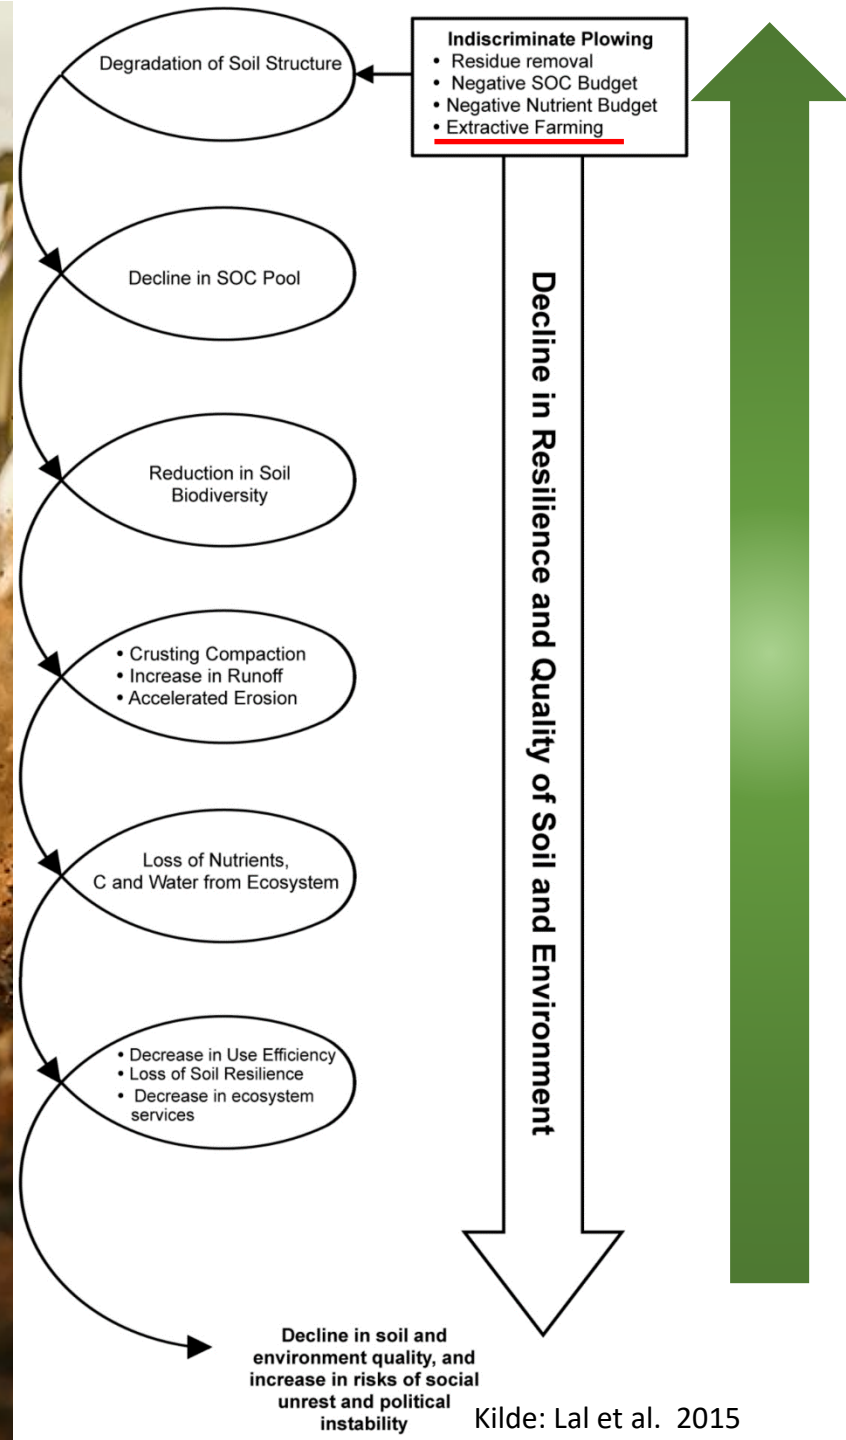 Degradation of Soil Structure
Indiscriminate Plowing
• Residue removal
• Negative SOC Budget
• Negative Nutrient Budget
• Extractive Farming
Decline in SOC Pool
Reduction in Soil
Biodiversity
• Crusting Compaction
• Increase in Runoff
• Accelerated Erosion
Loss of Nutrients,
C and Water from Ecosystem
• Decrease in Use Efficiency
• Loss of Soil Resilience
• Decrease in ecosystem
services
Decline in Resilience and Quality of Soil and Environment
Decline in soil and
environment quality, and
increase in risks of social
unrest and political
instability
Kilde: Lal et al. 2015